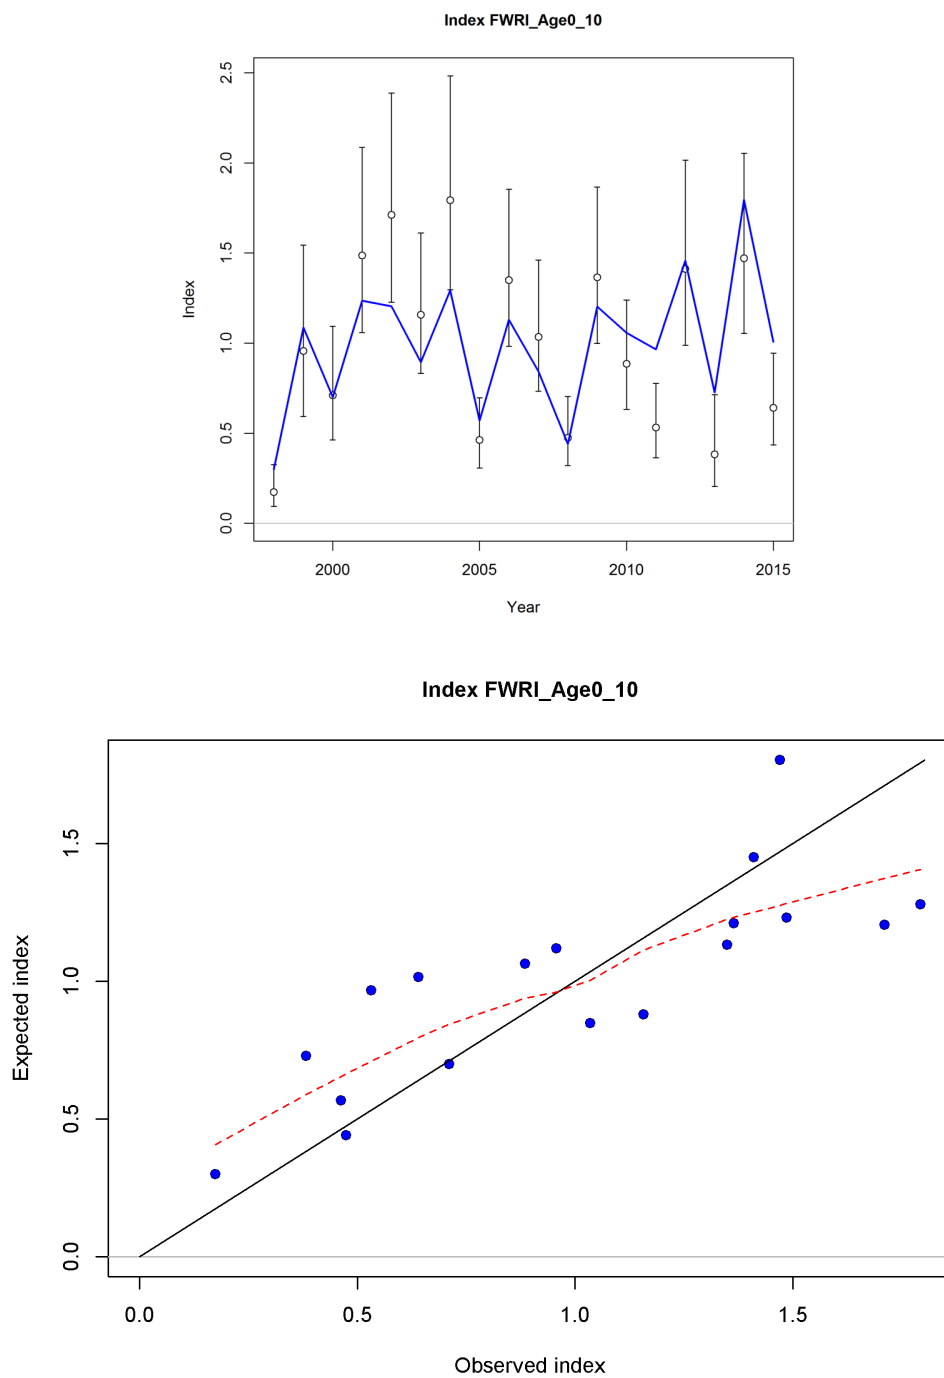 Index FWRI_Age0_10
2.5
2.0
1.5
1.0
0.5
0.0
Index
2000 2005 2010 2015
Year
Index FWRI_Age0_10
1.5
1.0
0.5
0.0
Expected index
0.0 0.5 1.0 1.5
Observed index